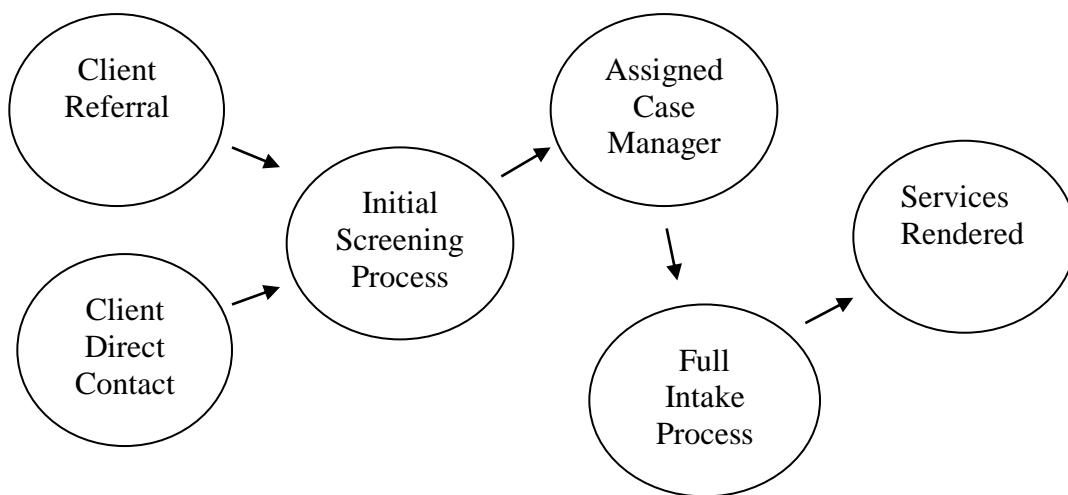 Client
Referral
Client
Direct
Contact
Initial
Screening
Process
Assigned
Case
Manager
Full
Intake
Process
Services
Rendered